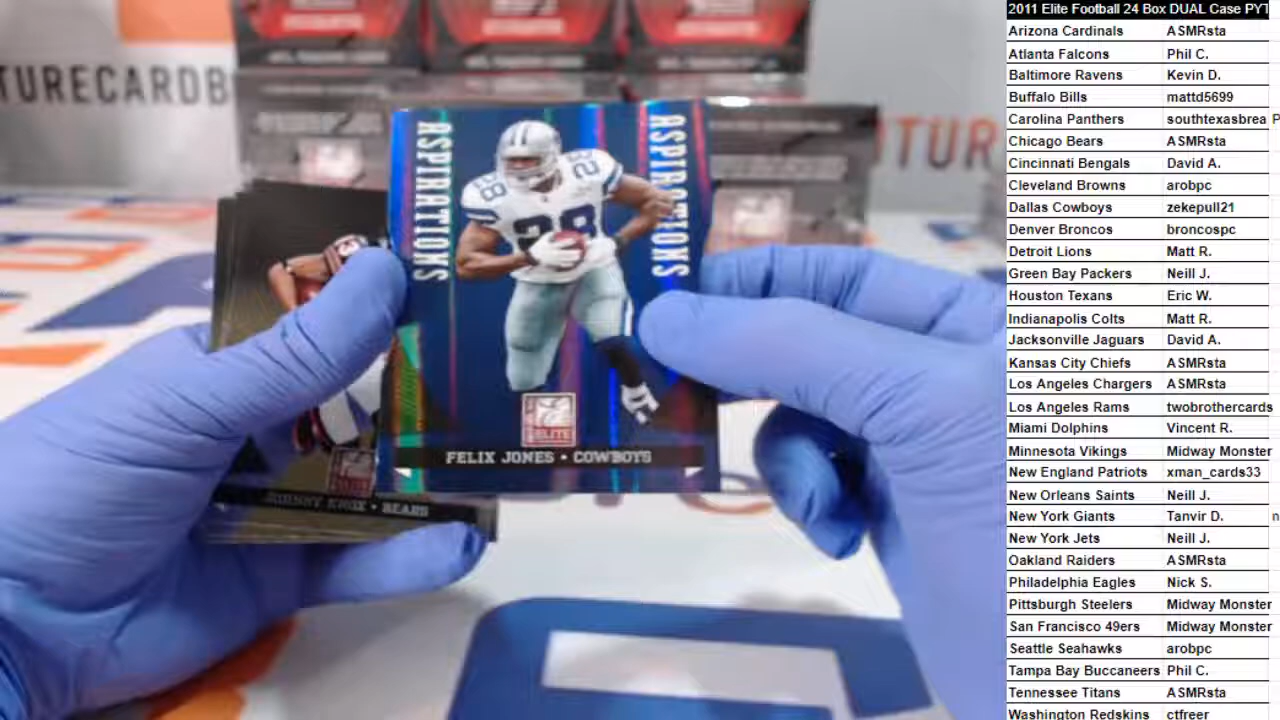 TURECARDB
TUR
ASPIRATIONS
ASPIRATIONS
28
28
28
ELITE
FELIX JONES • COWBOYS
JOHNNY KNOX • BEARS
2011 Elite Football 24 Box DUAL Case PYT
Arizona Cardinals ASMRsta
Atlanta Falcons Phil C.
Baltimore Ravens Kevin D.
Buffalo Bills mattd5699
Carolina Panthers southtexasbrea P
Chicago Bears ASMRsta
Cincinnati Bengals David A.
Cleveland Browns arobpc
Dallas Cowboys zekepull21
Denver Broncos broncospc
Detroit Lions Matt R.
Green Bay Packers Neill J.
Houston Texans Eric W.
Indianapolis Colts Matt R.
Jacksonville Jaguars David A.
Kansas City Chiefs ASMRsta
Los Angeles Chargers ASMRsta
Los Angeles Rams twobrothercards
Miami Dolphins Vincent R.
Minnesota Vikings Midway Monster
New England Patriots xman_cards33
New Orleans Saints Neill J.
New York Giants Tanvir D. n
New York Jets Neill J.
Oakland Raiders ASMRsta
Philadelphia Eagles Nick S.
Pittsburgh Steelers Midway Monster
San Francisco 49ers Midway Monster
Seattle Seahawks arobpc
Tampa Bay Buccaneers Phil C.
Tennessee Titans ASMRsta
Washington Redskins ctfreer